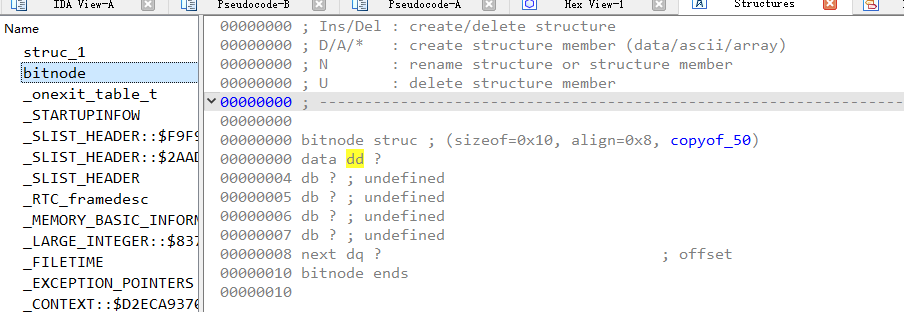 IDA View-A
Pseudocode-B
Pseudocode-A
Hex View-1
Structures
Name
struc_1
bitnode
_onexit_table_t
_STARTUPINFOW
_SLIST_HEADER::$F9F9
_SLIST_HEADER::$2AAD
_SLIST_HEADER
_RTC_framedesc
_MEMORY_BASIC_INFORM
_LARGE_INTEGER::$837
_FILETIME
_EXCEPTION_POINTERS
_CONTEXT::$D2ECA9370
00000000 ; Ins/Del : create/delete structure
00000000 ; D/A/* : create structure member (data/ascii/array)
00000000 ; N : rename structure or structure member
00000000 ; U : delete structure member
00000000 ; ------------------------------------------------------------------
00000000
00000000 bitnode struc ; (sizeof=0x10, align=0x8, copyof_50)
00000000 data dd ?
00000004 db ? ; undefined
00000005 db ? ; undefined
00000006 db ? ; undefined
00000007 db ? ; undefined
00000008 next dq ? ; offset
00000010 bitnode ends
00000010